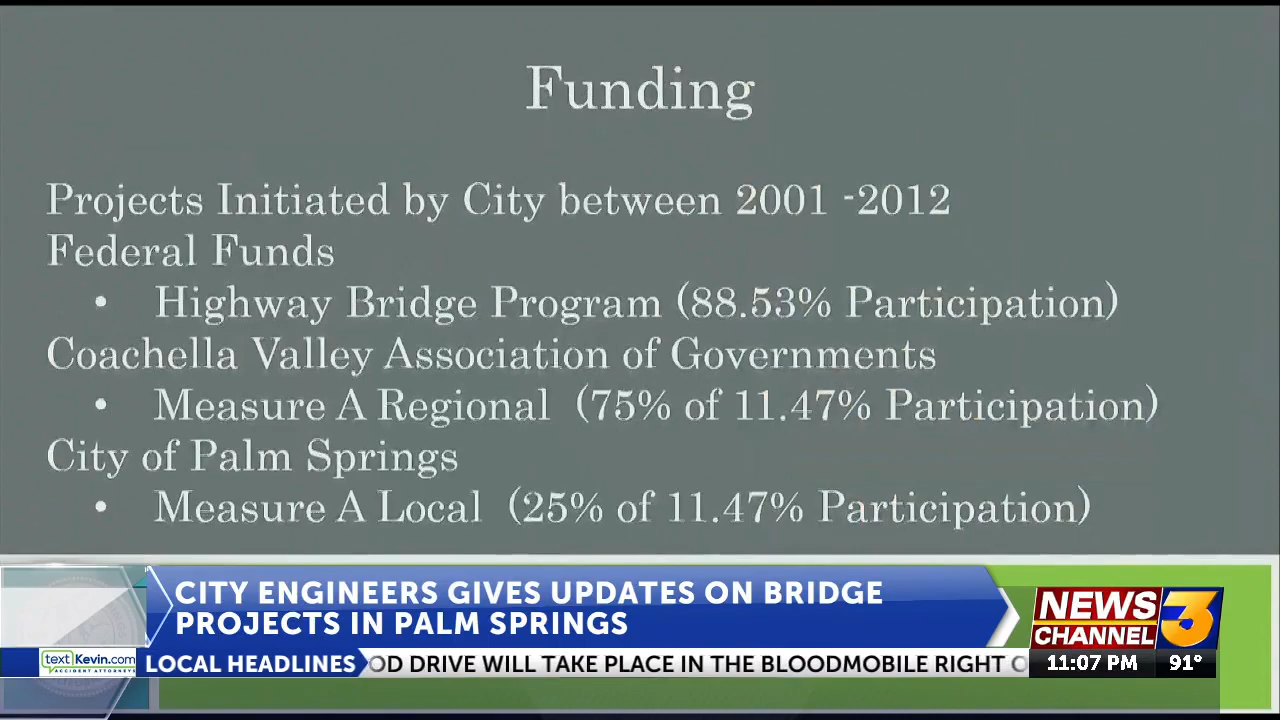 Funding
Projects Initiated by City between 2001 -2012
Federal Funds
• Highway Bridge Program (88.53% Participation)
Coachella Valley Association of Governments
• Measure A Regional (75% of 11.47% Participation)
City of Palm Springs
• Measure A Local (25% of 11.47% Participation)
CITY ENGINEERS GIVES UPDATES ON BRIDGE
PROJECTS IN PALM SPRINGS
NEWS
CHANNEL 3
textKevin.com
ACCIDENT ATTORNEYS
LOCAL HEADLINES
OD DRIVE WILL TAKE PLACE IN THE BLOODMOBILE RIGHT
11:07 PM 91°